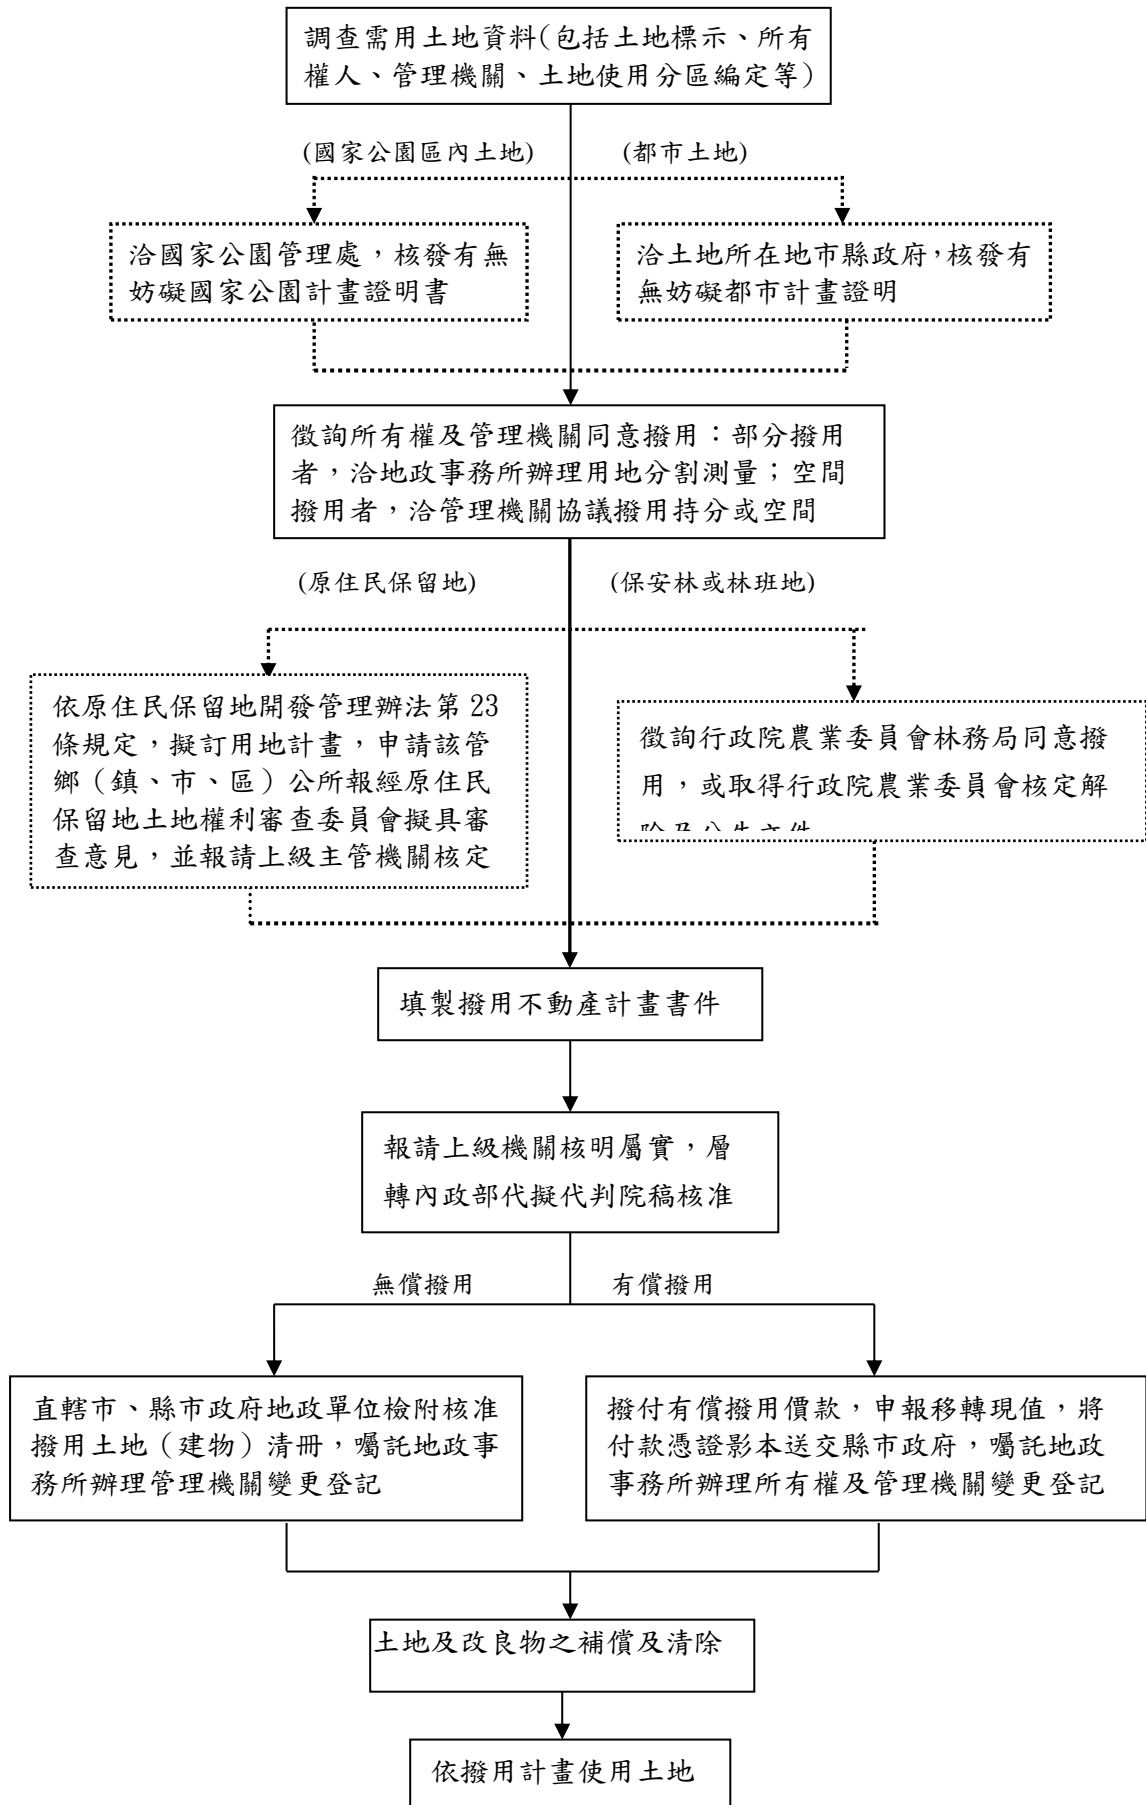 調查需用土地資料(包括土地標示、所有
權人、管理機關、土地使用分區編定等)
(國家公園區內土地)
(都市土地)
洽國家公園管理處，核發有無
妨礙國家公園計畫證明書
洽土地所在地市縣政府，核發有
無妨礙都市計畫證明
徵詢所有權及管理機關同意撥用：部分撥用
者，洽地政事務所辦理用地分割測量；空間
撥用者，洽管理機關協議撥用持分或空間
(原住民保留地)
(保安林或林班地)
依原住民保留地開發管理辦法第 23
條規定，擬訂用地計畫，申請該管
鄉（鎮、市、區）公所報經原住民
保留地土地權利審查委員會擬具審
查意見，並報請上級主管機關核定
徵詢行政院農業委員會林務局同意撥
用，或取得行政院農業委員會核定解
填製撥用不動產計畫書件
報請上級機關核明屬實，層
轉內政部代擬代判院稿核准
無償撥用
有償撥用
直轄市、縣市政府地政單位檢附核准
撥用土地（建物）清冊，囑託地政事
務所辦理管理機關變更登記
撥付有償撥用價款，申報移轉現值，將
付款憑證影本送交縣市政府，囑託地政
事務所辦理所有權及管理機關變更登記
土地及改良物之補償及清除
依撥用計畫使用土地